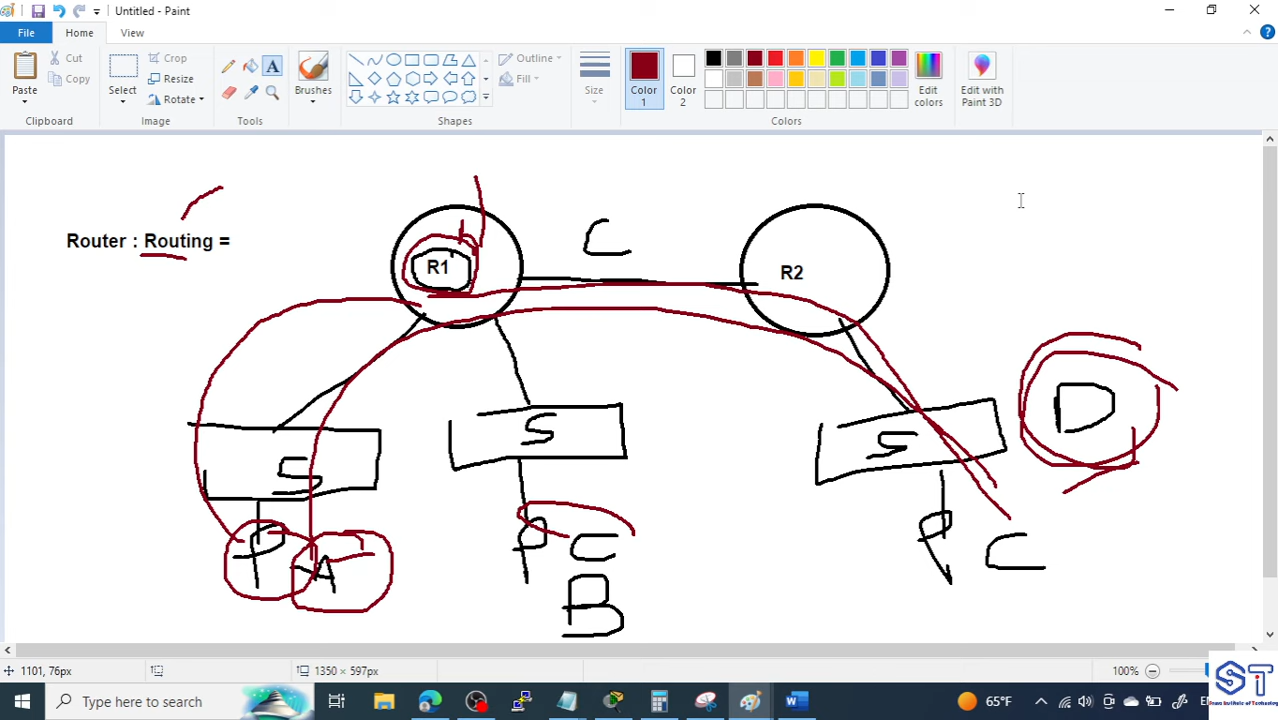 Untitled - Paint
File
Home
View
Paste
Cut
Copy
Clipboard
Select
Crop
Resize
Rotate
Image
Tools
Brushes
Shapes
Outline
Fill
Size
Color 1
Color 2
Colors
Edit colors
Edit with Paint 3D
Router : Routing =
R1
C
R2
S
S
S
D
P A
P C
B
P C
1101, 76px
1350 × 597px
100%
Type here to search
65°F
ST